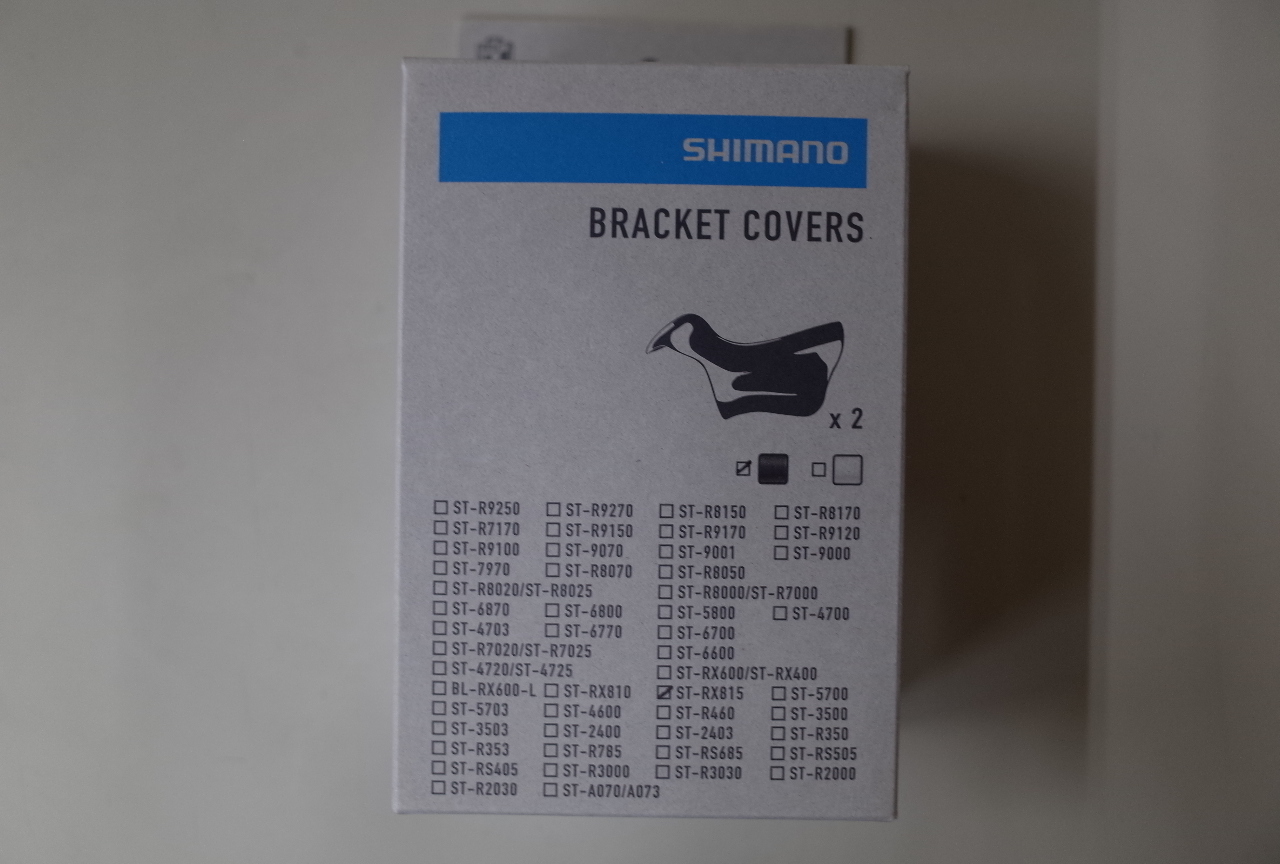 SHIMANO
BRACKET COVERS
x 2
ST-R9250 ST-R9270 ST-R8150 ST-R8170
ST-R7170 ST-R9150 ST-R9170 ST-R9120
ST-R9100 ST-9070 ST-9001 ST-9000
ST-7970 ST-R8070 ST-R8050
ST-R8020/ST-R8025 ST-R8000/ST-R7000
ST-6870 ST-6800 ST-5800 ST-4700
ST-4703 ST-6770 ST-6700
ST-R7020/ST-R7025 ST-6600
ST-4720/ST-4725 ST-RX600/ST-RX400
BL-RX600-L ST-RX810 ST-RX815 ST-5700
ST-5703 ST-4600 ST-R460 ST-3500
ST-3503 ST-2400 ST-2403 ST-R350
ST-R353 ST-R785 ST-RS685 ST-RS505
ST-RS405 ST-R3000 ST-R3030 ST-R2000
ST-R2030 ST-A070/A073